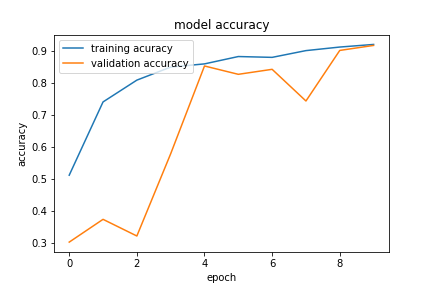 model accuracy
training acuracy
validation accuracy
accuracy
0.9
0.8
0.7
0.6
0.5
0.4
0.3
0 2 4 6 8
epoch